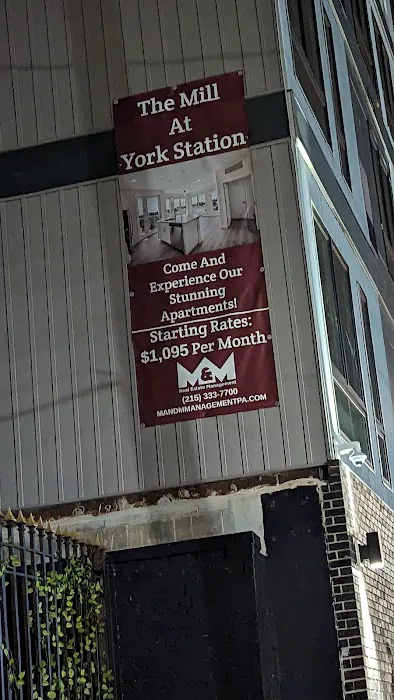 The Mill
At
York Station
Come And
Experience Our
Stunning
Apartments!
Starting Rates:
$1,095 Per Month*
M&M
Real Estate Management
(215) 333-7700
MANDMMANAGEMENTPA.COM